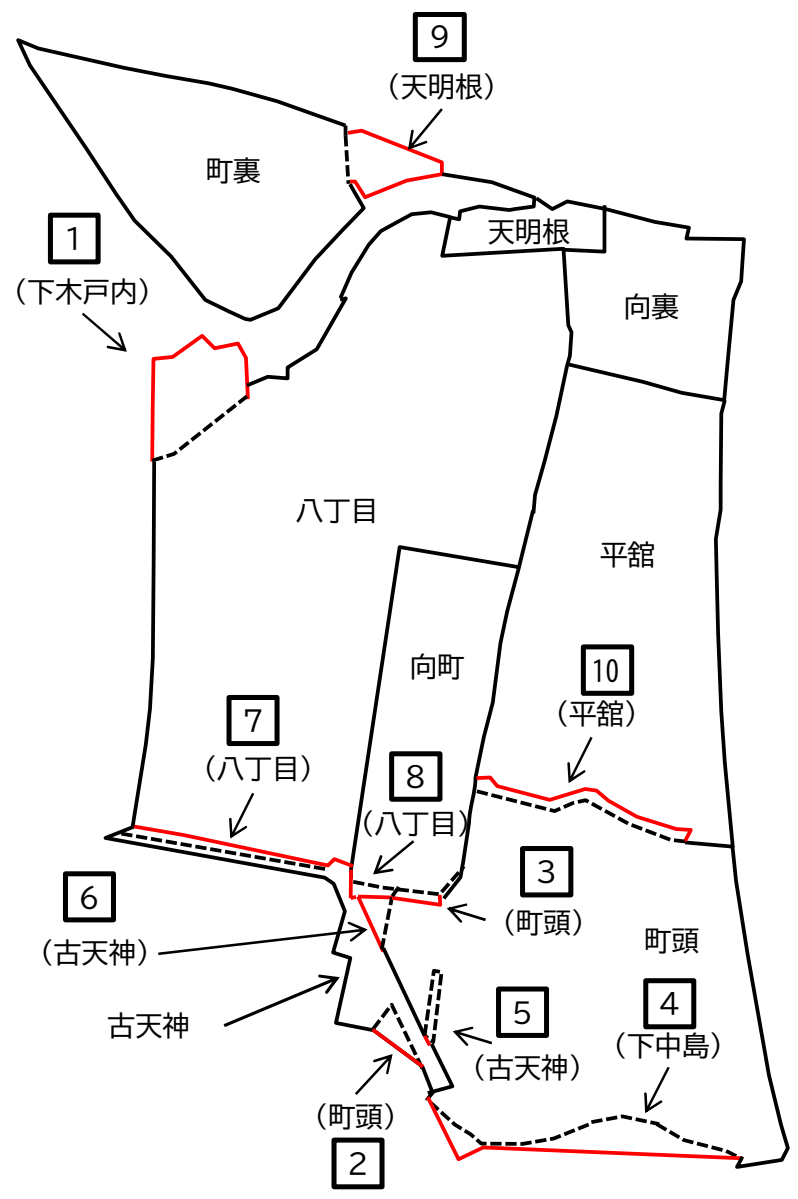 9
（天明根）
町裏
1
（下木戸内）
天明根
向裏
八丁目
平舘
向町
10
（平舘）
7
（八丁目）
8
（八丁目）
6
（古天神）
3
（町頭）
町頭
古天神
5
（古天神）
4
（下中島）
（町頭）
2